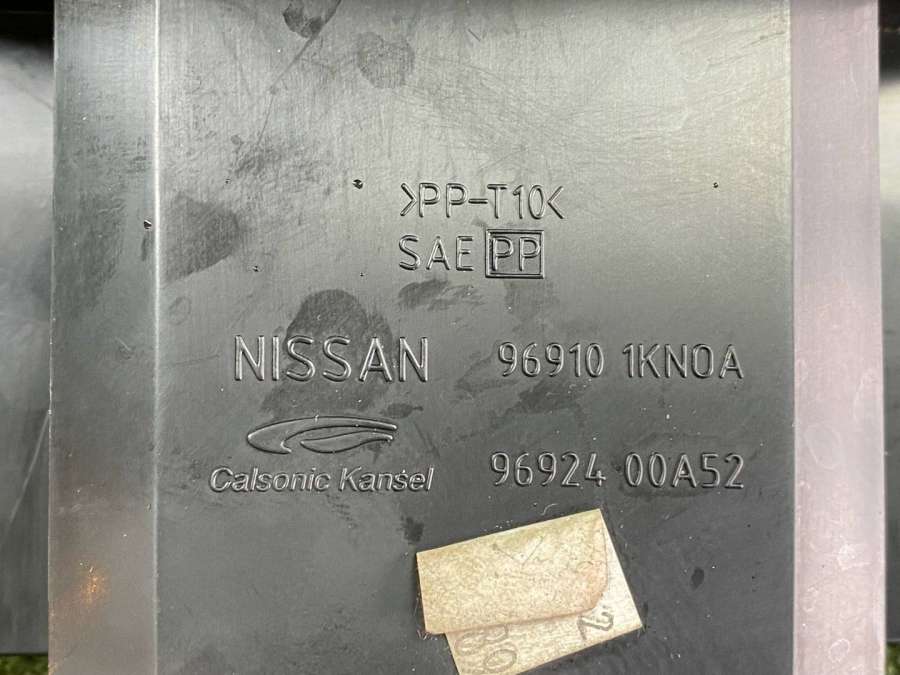 >PP-T10<
SAE PP
NISSAN 96910 1KN0A
Calsonic Kansei 96924 00A52